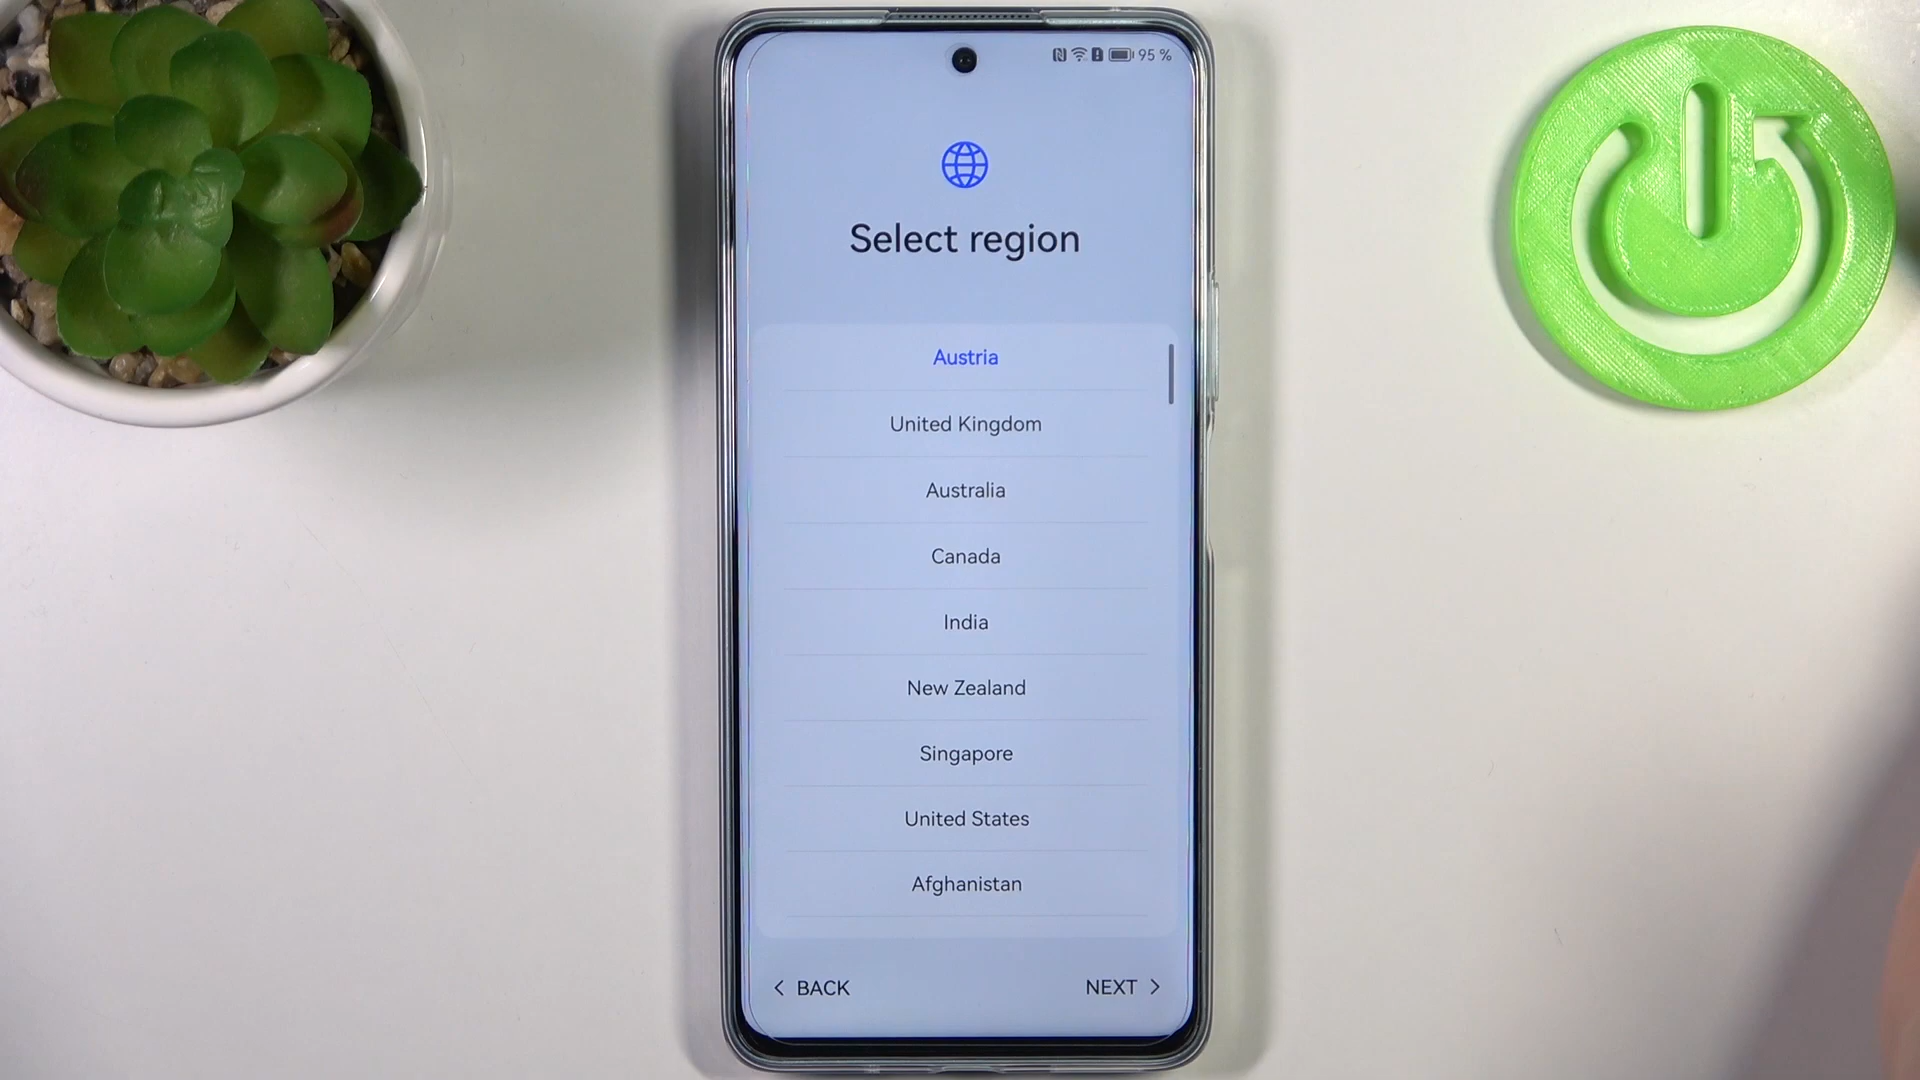 95 %
Select region
Austria
United Kingdom
Australia
Canada
India
New Zealand
Singapore
United States
Afghanistan
BACK
NEXT